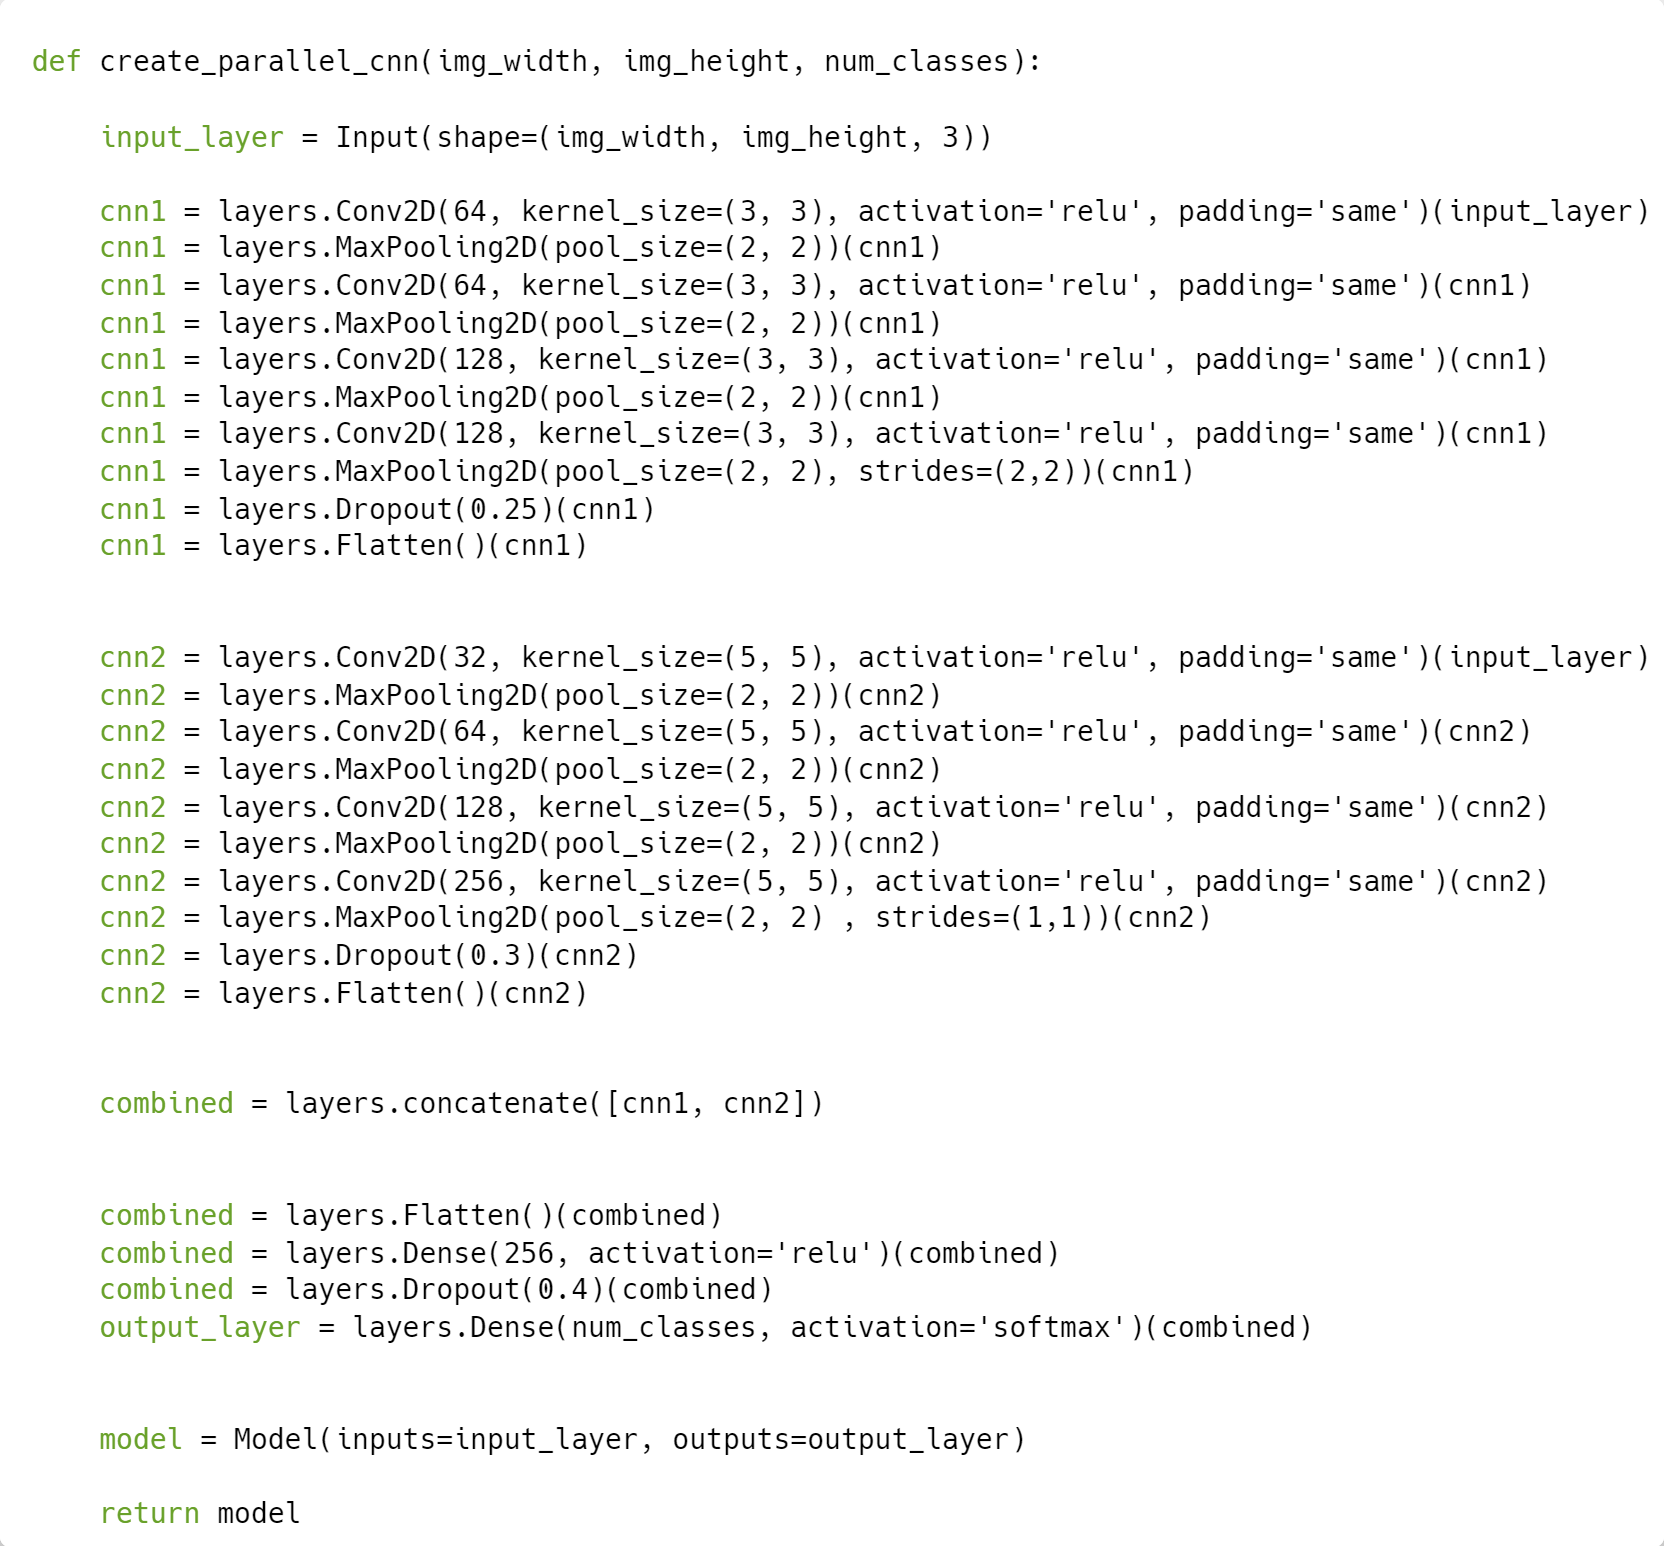 def create_parallel_cnn(img_width, img_height, num_classes):
    input_layer = Input(shape=(img_width, img_height, 3))
    cnn1 = layers.Conv2D(64, kernel_size=(3, 3), activation='relu', padding='same')(input_layer)
    cnn1 = layers.MaxPooling2D(pool_size=(2, 2))(cnn1)
    cnn1 = layers.Conv2D(64, kernel_size=(3, 3), activation='relu', padding='same')(cnn1)
    cnn1 = layers.MaxPooling2D(pool_size=(2, 2))(cnn1)
    cnn1 = layers.Conv2D(128, kernel_size=(3, 3), activation='relu', padding='same')(cnn1)
    cnn1 = layers.MaxPooling2D(pool_size=(2, 2))(cnn1)
    cnn1 = layers.Conv2D(128, kernel_size=(3, 3), activation='relu', padding='same')(cnn1)
    cnn1 = layers.MaxPooling2D(pool_size=(2, 2), strides=(2,2))(cnn1)
    cnn1 = layers.Dropout(0.25)(cnn1)
    cnn1 = layers.Flatten()(cnn1)
    cnn2 = layers.Conv2D(32, kernel_size=(5, 5), activation='relu', padding='same')(input_layer)
    cnn2 = layers.MaxPooling2D(pool_size=(2, 2))(cnn2)
    cnn2 = layers.Conv2D(64, kernel_size=(5, 5), activation='relu', padding='same')(cnn2)
    cnn2 = layers.MaxPooling2D(pool_size=(2, 2))(cnn2)
    cnn2 = layers.Conv2D(128, kernel_size=(5, 5), activation='relu', padding='same')(cnn2)
    cnn2 = layers.MaxPooling2D(pool_size=(2, 2))(cnn2)
    cnn2 = layers.Conv2D(256, kernel_size=(5, 5), activation='relu', padding='same')(cnn2)
    cnn2 = layers.MaxPooling2D(pool_size=(2, 2) , strides=(1,1))(cnn2)
    cnn2 = layers.Dropout(0.3)(cnn2)
    cnn2 = layers.Flatten()(cnn2)
    combined = layers.concatenate([cnn1, cnn2])
    combined = layers.Flatten()(combined)
    combined = layers.Dense(256, activation='relu')(combined)
    combined = layers.Dropout(0.4)(combined)
    output_layer = layers.Dense(num_classes, activation='softmax')(combined)
    model = Model(inputs=input_layer, outputs=output_layer)
    return model